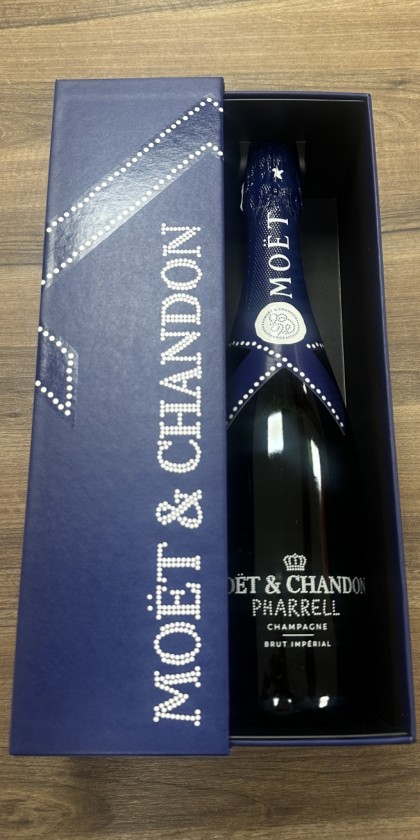 MOËT & CHANDON
MOËT
MOËT & CHANDON
PHARRELL
CHAMPAGNE
BRUT IMPÉRIAL